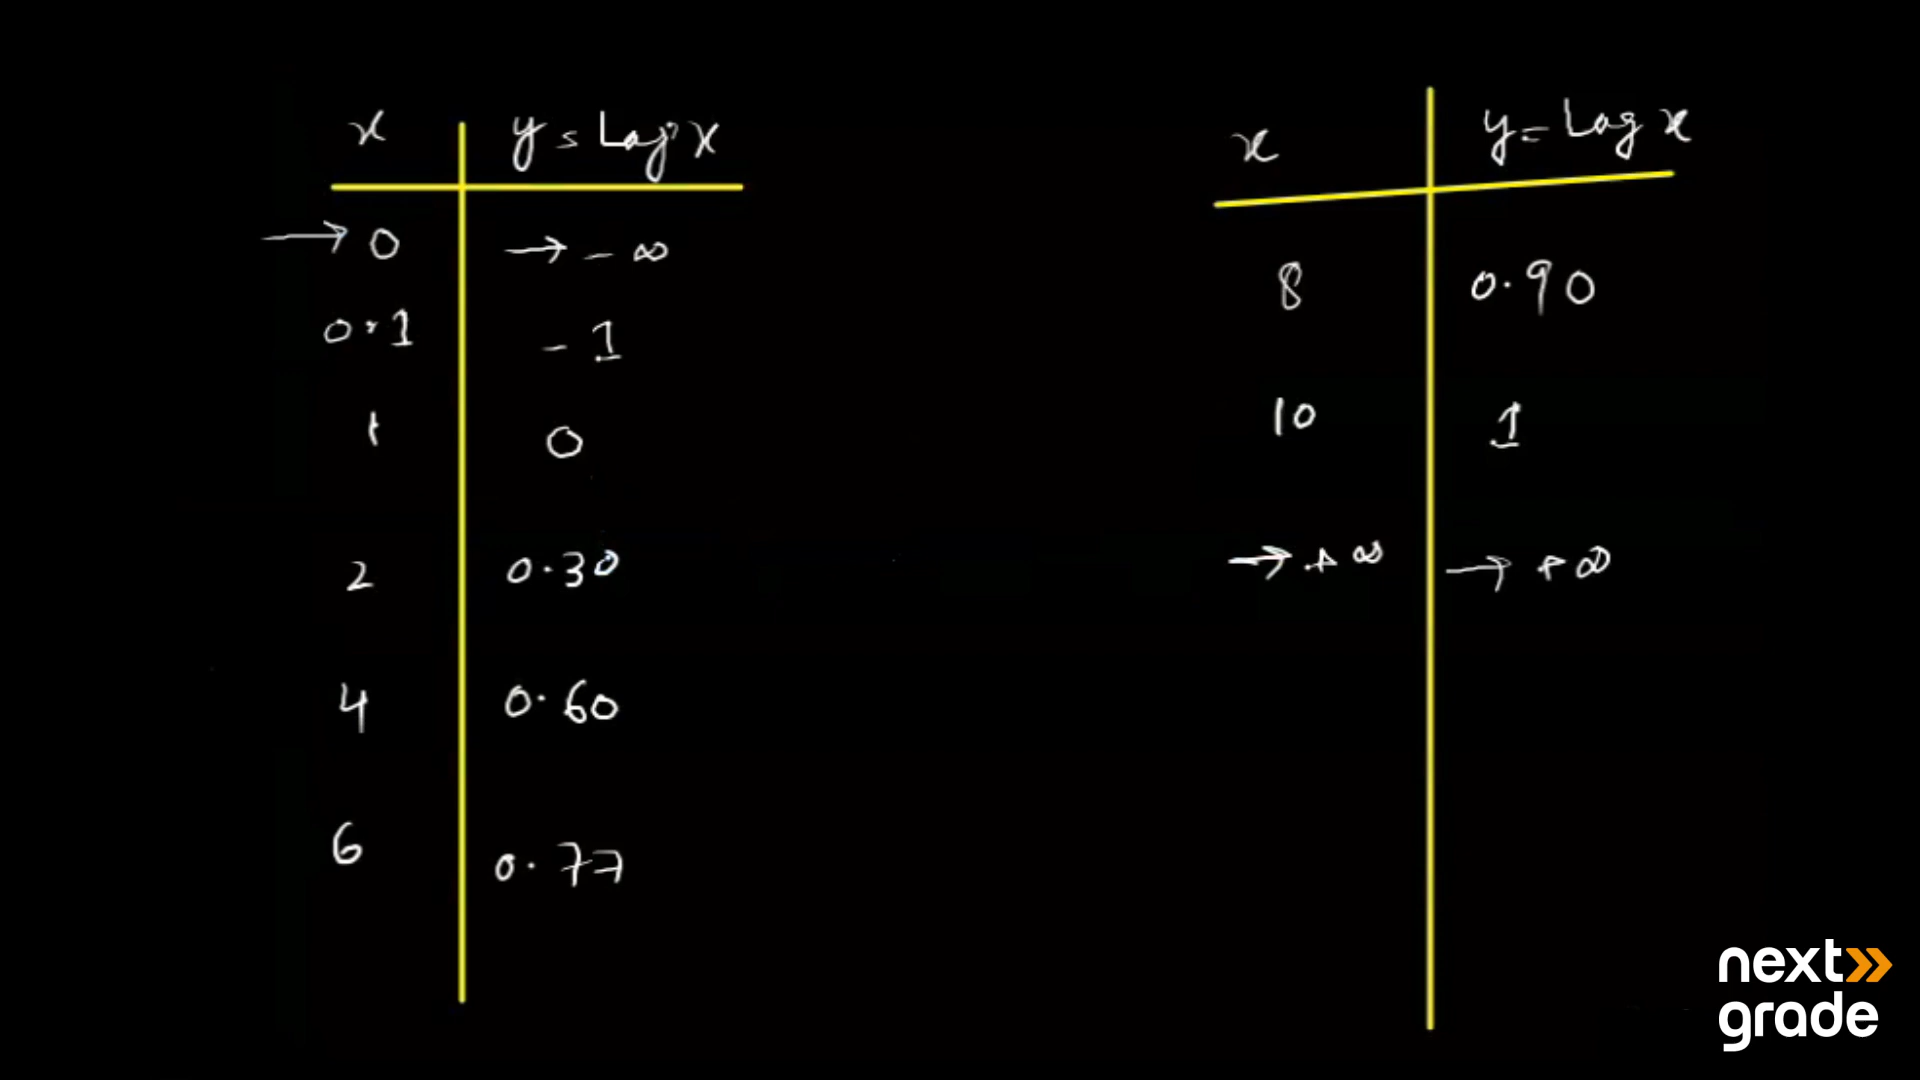 x y = Log x
→ 0 → - ∞
0.1 - 1
1 0
2 0.30
4 0.60
6 0.77
x y = Log x
8 0.90
10 1
→ + ∞ → + ∞
next
grade